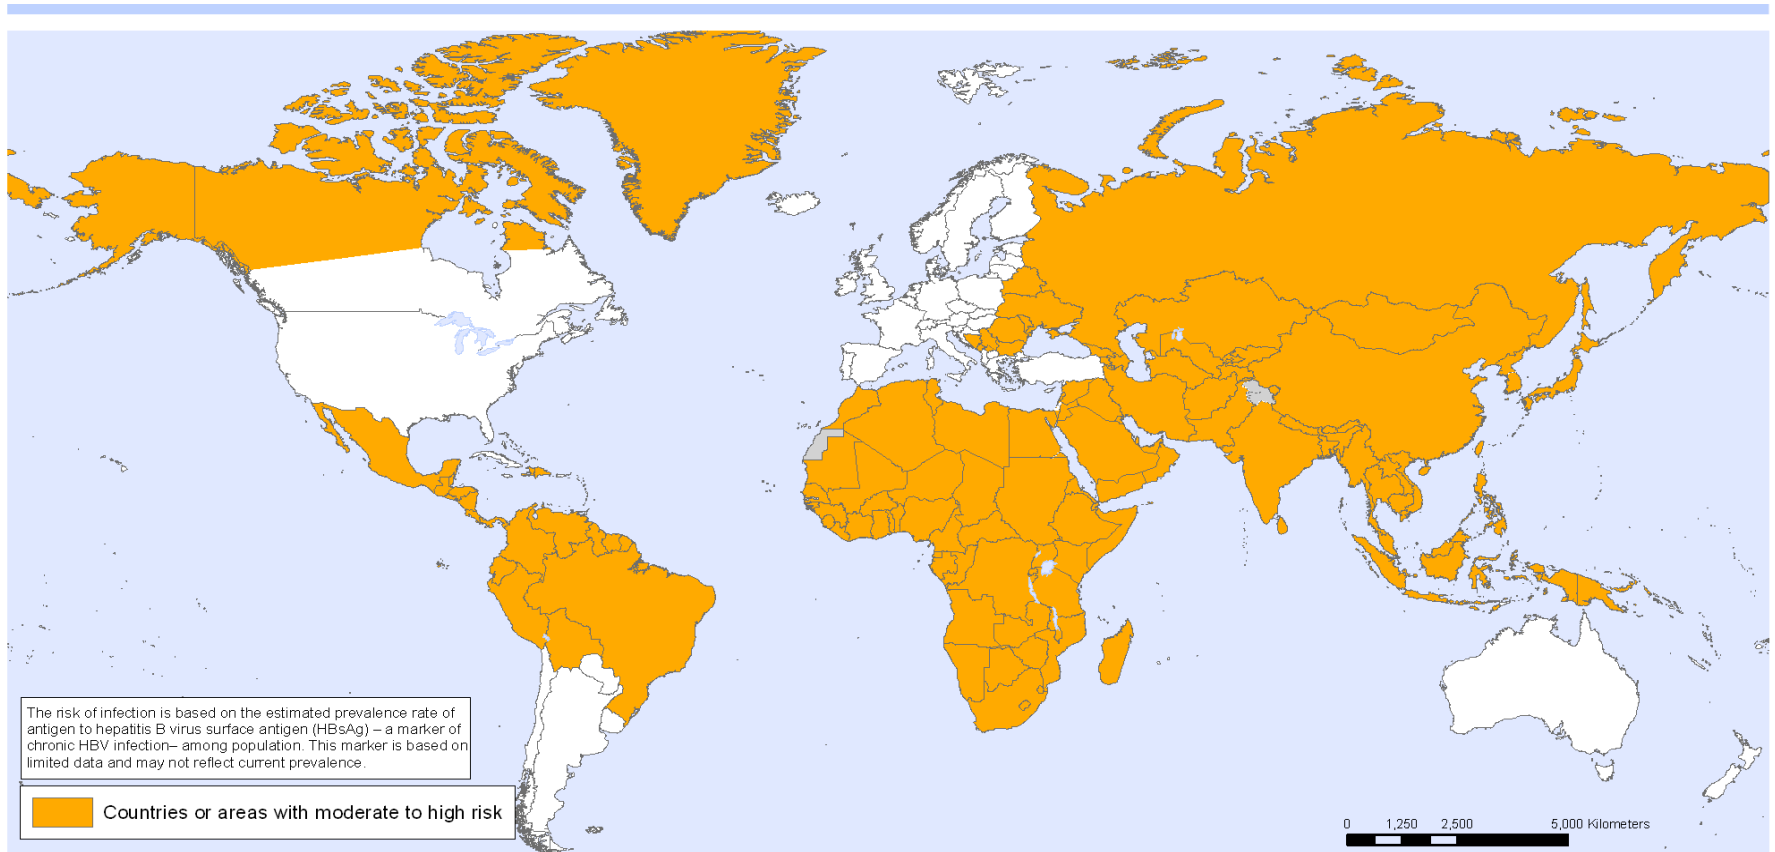 The risk of infection is based on the estimated prevalence rate of
antigen to hepatitis B virus surface antigen (HBsAg) – a marker of
chronic HBV infection– among population. This marker is based on
limited data and may not reflect current prevalence.
Countries or areas with moderate to high risk
0 1,250 2,500 5,000 Kilometers